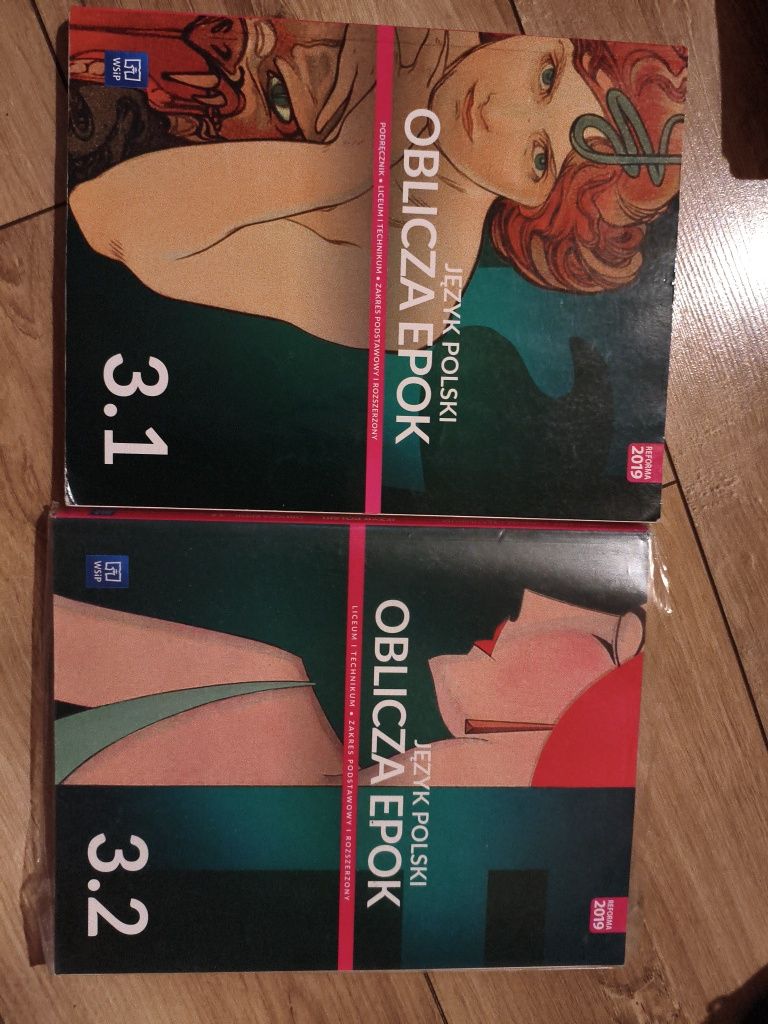 WSiP
JĘZYK POLSKI
OBLICZA EPOK
PODRĘCZNIK • LICEUM I TECHNIKUM • ZAKRES PODSTAWOWY I ROZSZERZONY
3.1
REFORMA
2019
WSiP
JĘZYK POLSKI
OBLICZA EPOK
LICEUM I TECHNIKUM • ZAKRES PODSTAWOWY I ROZSZERZONY
3.2
REFORMA
2019